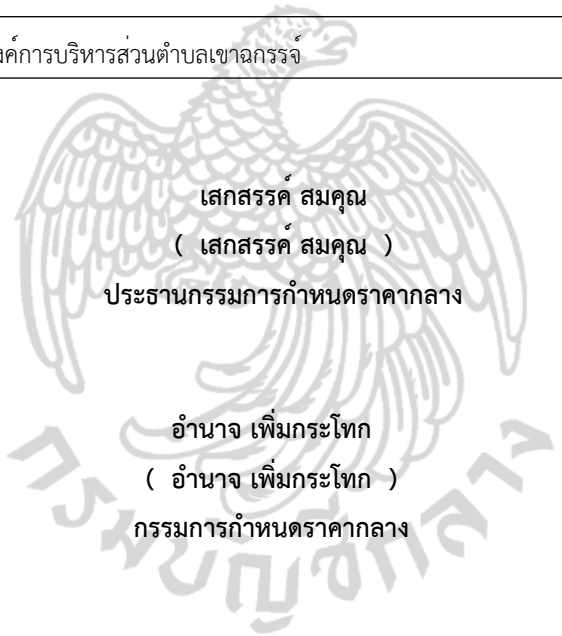 งค์การบริหารส่วนตำบลเขาฉกรรจ์
เสกสรรค์ สมคุณ
( เสกสรรค์ สมคุณ )
ประธานกรรมการกำหนดราคากลาง
อำนาจ เพิ่มกระโทก
( อำนาจ เพิ่มกระโทก )
กรรมการกำหนดราคากลาง
กรมบัญชีกลาง